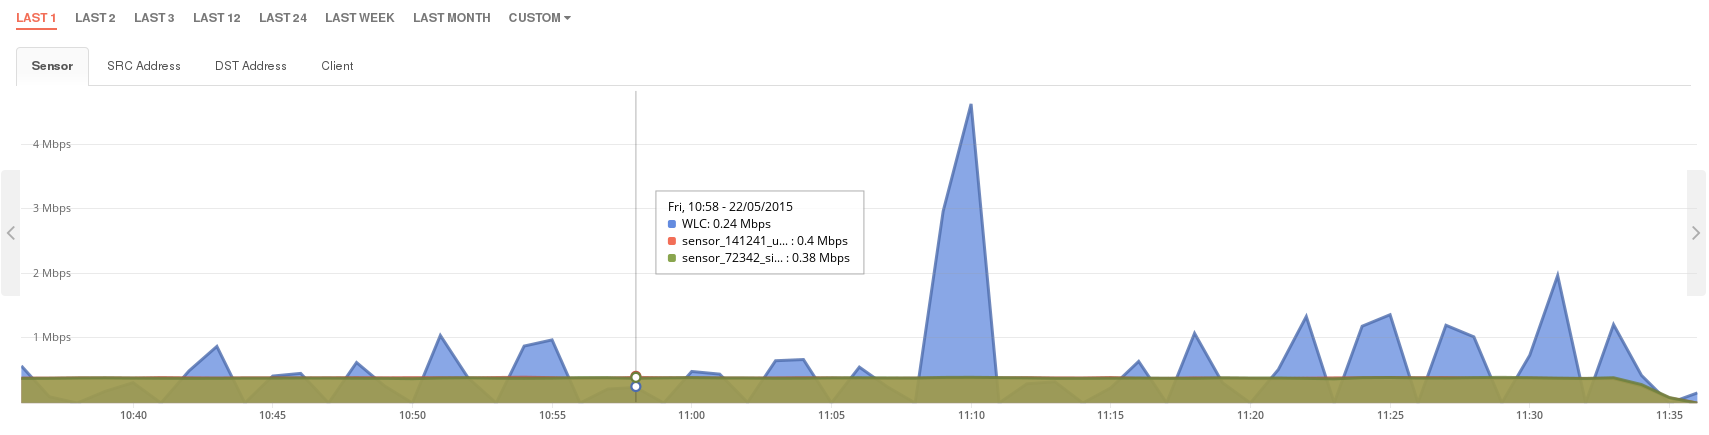 LAST 1 LAST 2 LAST 3 LAST 12 LAST 24 LAST WEEK LAST MONTH CUSTOM
Sensor SRC Address DST Address Client
4 Mbps
3 Mbps
2 Mbps
1 Mbps
Fri, 10:58 - 22/05/2015
WLC: 0.24 Mbps
sensor_141241_u... : 0.4 Mbps
sensor_72342_si... : 0.38 Mbps
10:40 10:45 10:50 10:55 11:00 11:05 11:10 11:15 11:20 11:25 11:30 11:35